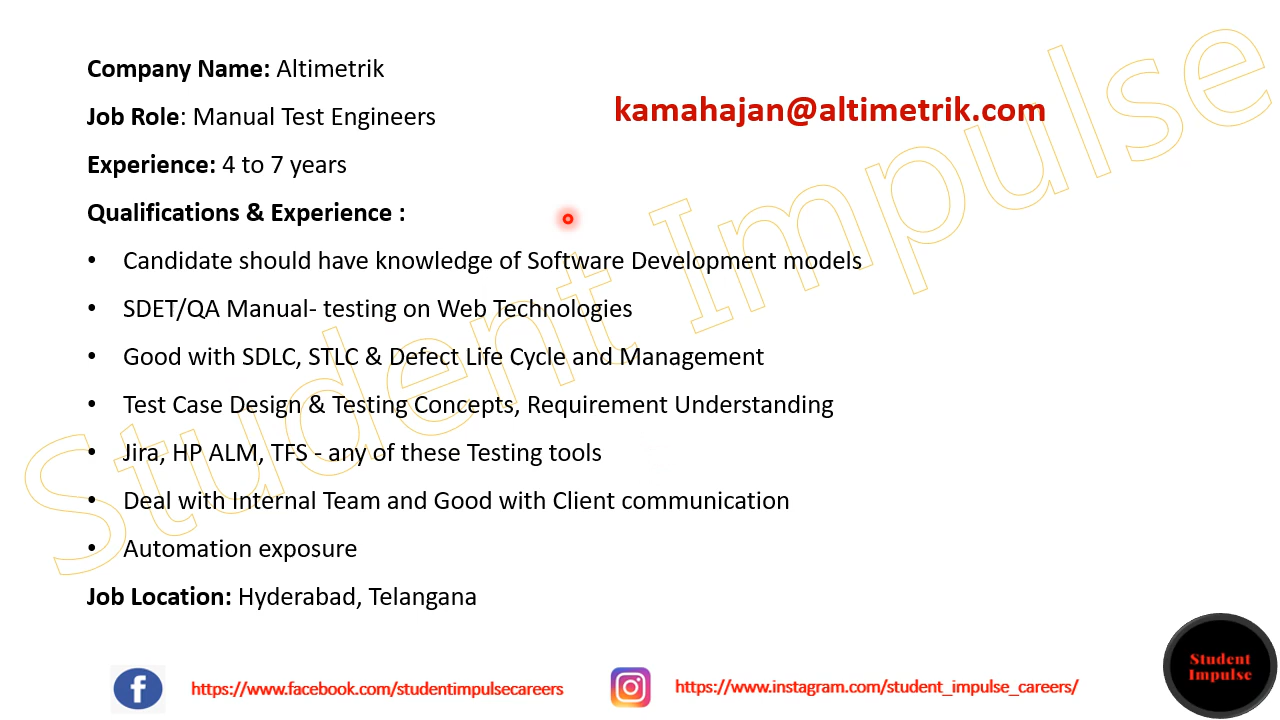 Company Name: Altimetrik
kamahajan@altimetrik.com
Job Role: Manual Test Engineers
Experience: 4 to 7 years
Qualifications & Experience :
• Candidate should have knowledge of Software Development models
• SDET/QA Manual- testing on Web Technologies
• Good with SDLC, STLC & Defect Life Cycle and Management
• Test Case Design & Testing Concepts, Requirement Understanding
• Jira, HP ALM, TFS - any of these Testing tools
• Deal with Internal Team and Good with Client communication
• Automation exposure
Job Location: Hyderabad, Telangana
Student Impulse
https://www.facebook.com/studentimpulsecareers
https://www.instagram.com/student_impulse_careers/
Student
Impulse